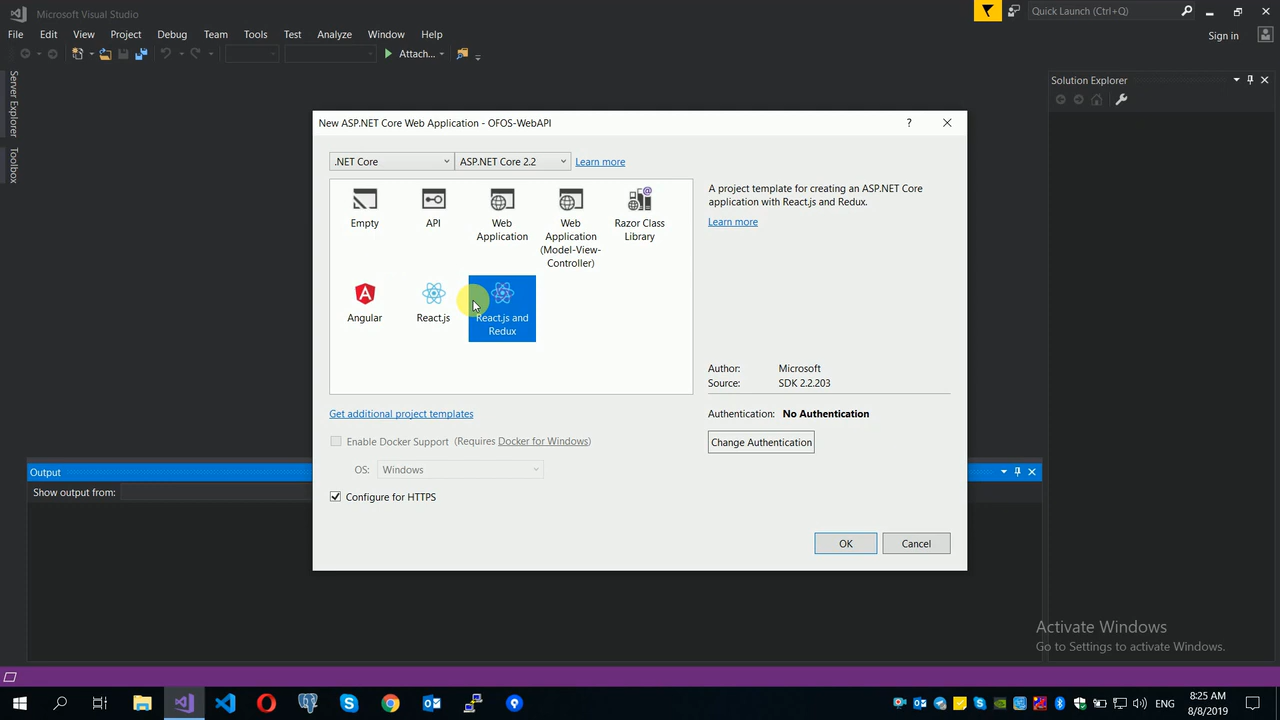 Microsoft Visual Studio
Quick Launch (Ctrl+Q)
File Edit View Project Debug Team Tools Test Analyze Window Help
Sign in
Attach...
Server Explorer
Toolbox
Solution Explorer
New ASP.NET Core Web Application - OFOS-WebAPI
?
.NET Core
ASP.NET Core 2.2
Learn more
Empty
API
Web
Application
Web
Application
(Model-View-
Controller)
Razor Class
Library
Angular
React.js
React.js and
Redux
A project template for creating an ASP.NET Core
application with React.js and Redux.
Learn more
Author: Microsoft
Source: SDK 2.2.203
Get additional project templates
Authentication: No Authentication
Change Authentication
Enable Docker Support (Requires Docker for Windows)
OS: Windows
Configure for HTTPS
OK
Cancel
Output
Show output from:
Activate Windows
Go to Settings to activate Windows.
ENG
8:25 AM
8/8/2019